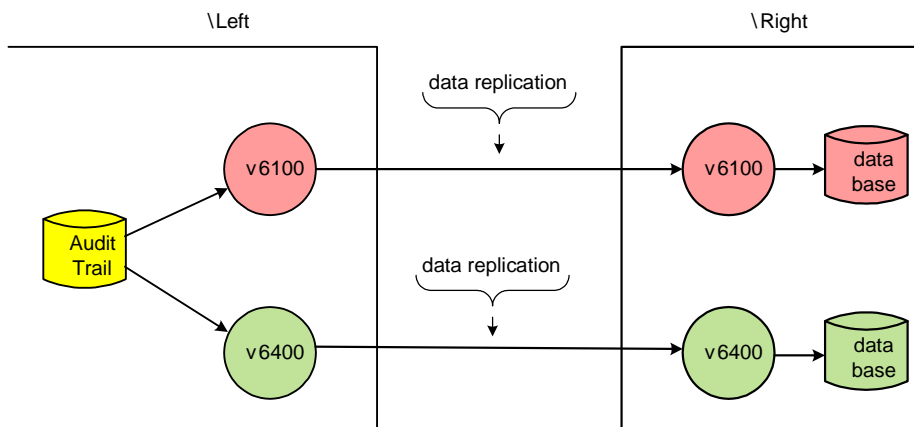 \Left
\Right
data replication
v6100
v6100
data
base
Audit
Trail
data replication
v6400
v6400
data
base